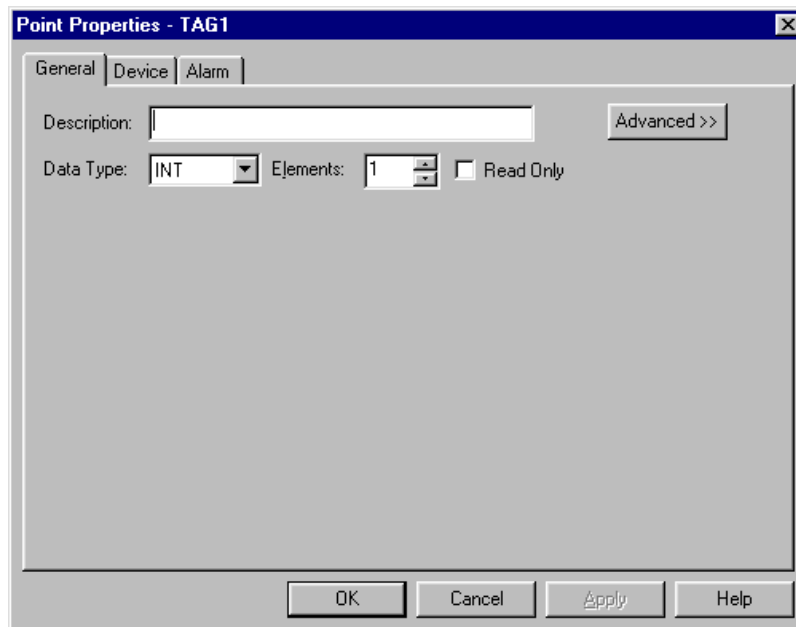 Point Properties - TAG1
General Device Alarm
Description: Advanced >>
Data Type: INT Elements: 1 Read Only
OK Cancel Apply Help